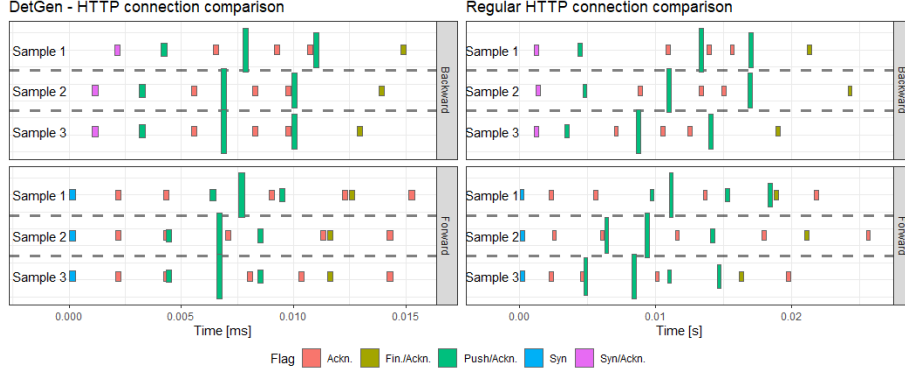 DetGen - HTTP connection comparison
Regular HTTP connection comparison
Sample 1
Sample 2
Sample 3
Backward
Sample 1
Sample 2
Sample 3
Backward
Sample 1
Sample 2
Sample 3
Forward
Sample 1
Sample 2
Sample 3
Forward
0.000 0.005 0.010 0.015
Time [ms]
0.00 0.01 0.02
Time [s]
Flag Ackn. Fin./Ackn. Push/Ackn. Syn Syn/Ackn.